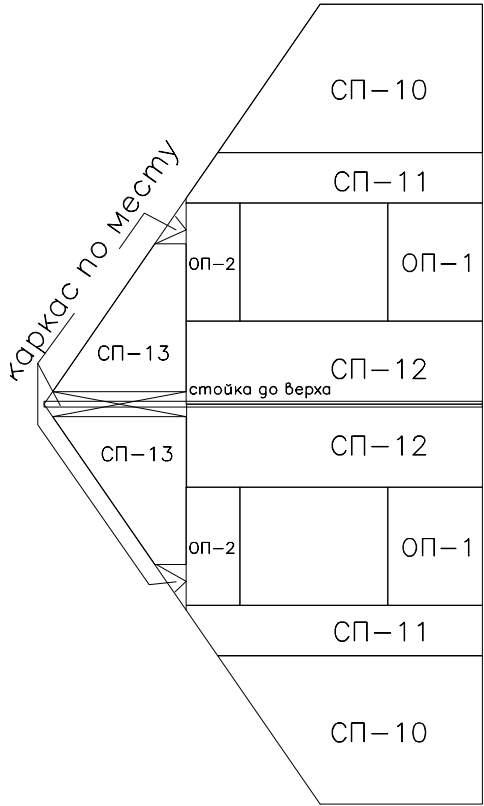 СП-10
СП-11
каркас по месту
ОП-2
ОП-1
СП-13
СП-12
стойка до верха
СП-13
СП-12
ОП-2
ОП-1
СП-11
СП-10